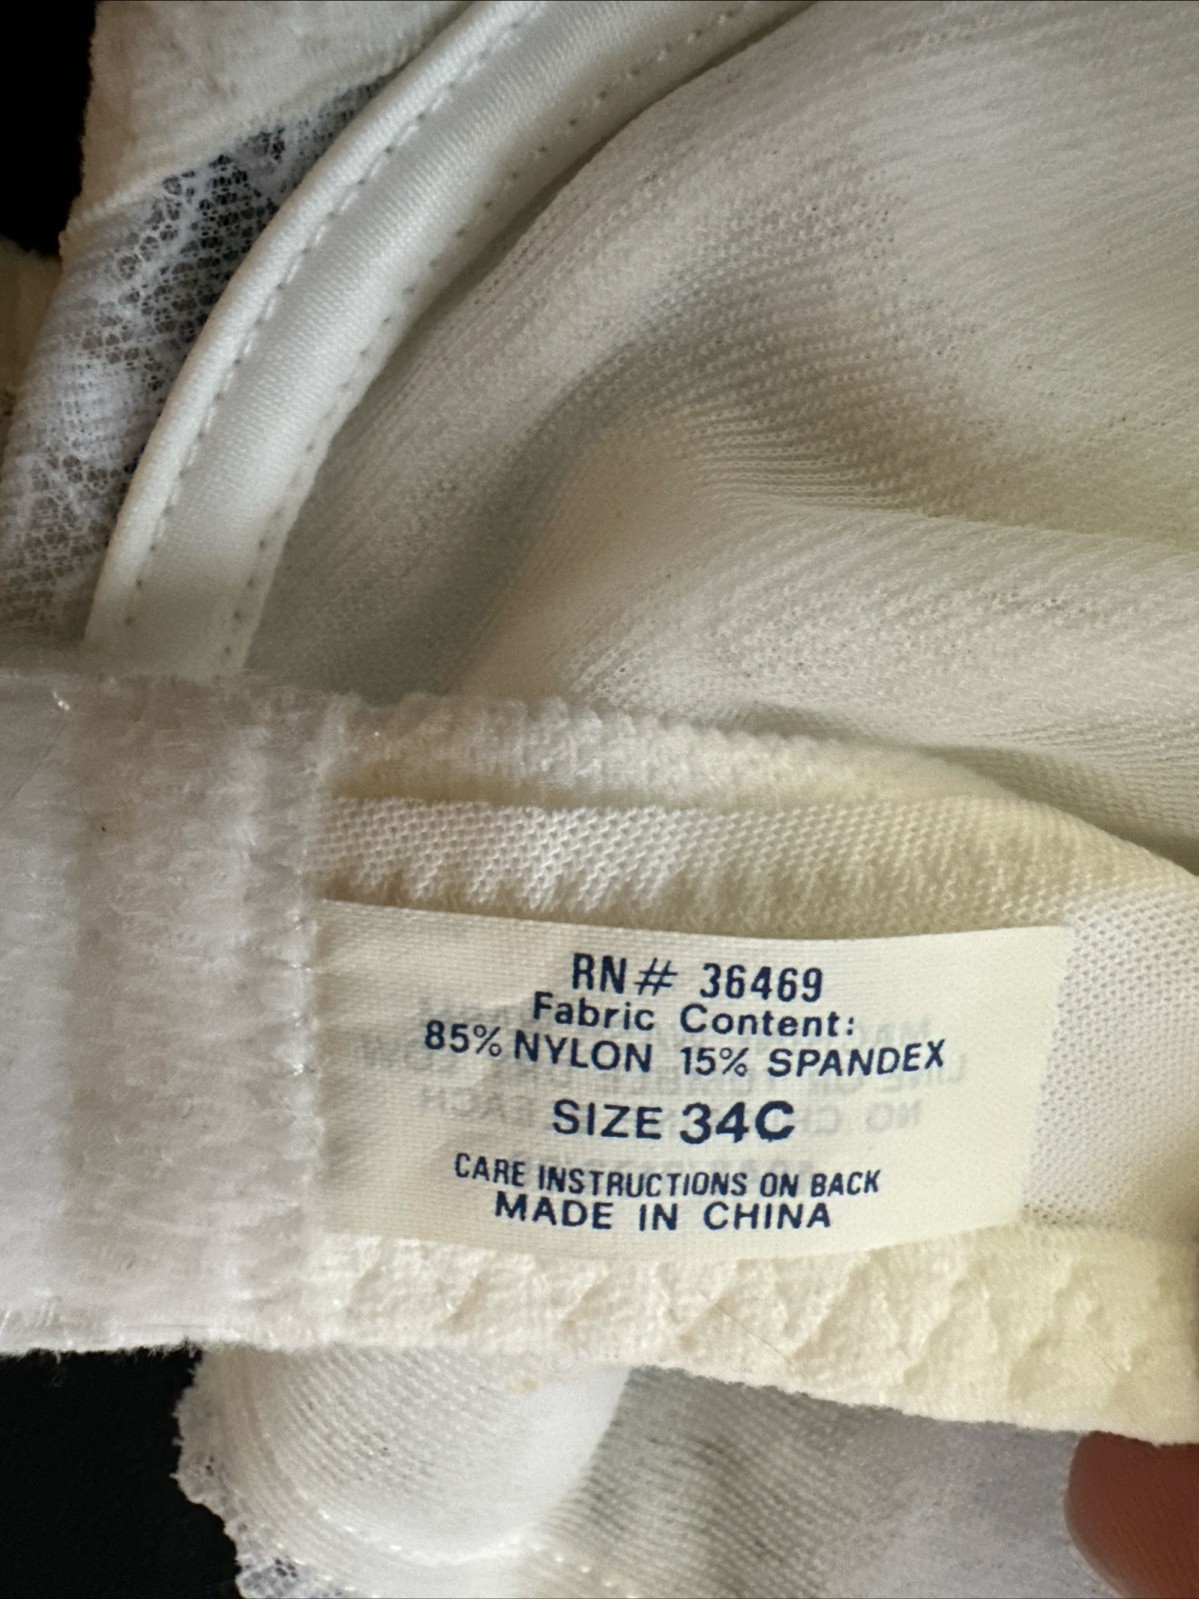 RN# 36469
Fabric Content:
85% NYLON 15% SPANDEX
SIZE 34C
CARE INSTRUCTIONS ON BACK
MADE IN CHINA